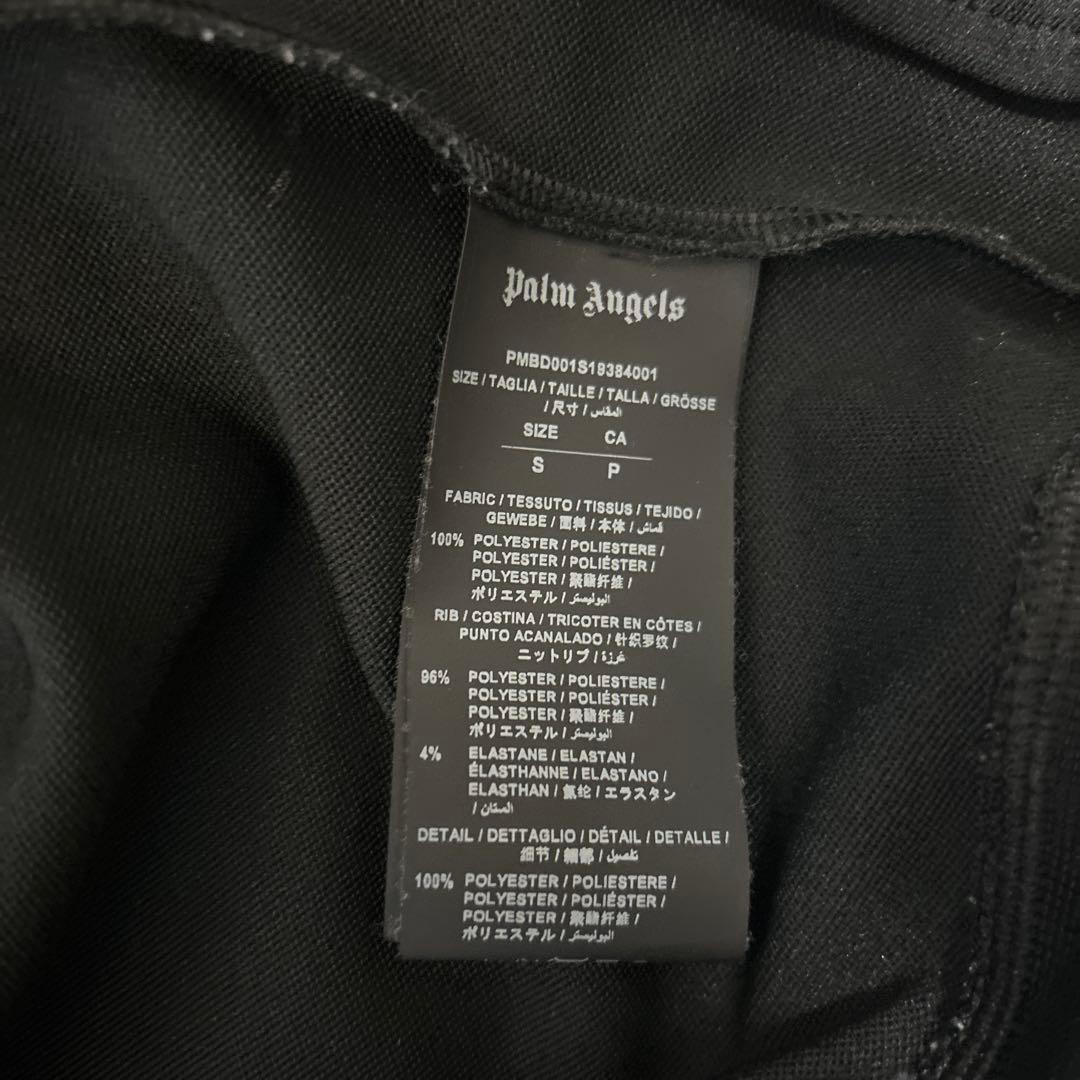 Palm Angels
PMBD001S19384001
SIZE / TAGLIA / TAILLE / TALLA / GRÖSSE
/ 尺寸 / المقاس
SIZE CA
S P
FABRIC / TESSUTO / TISSUS / TEJIDO /
GEWEBE / 面料 / 本体 / قماش
100% POLYESTER / POLIESTERE /
POLYESTER / POLIÉSTER /
POLYESTER / 聚酯纤维 /
ポリエステル / البوليستر
RIB / COSTINA / TRICOTER EN CÔTES /
PUNTO ACANALADO / 针织罗纹 /
ニットリブ / غرزة
96% POLYESTER / POLIESTERE /
POLYESTER / POLIÉSTER /
POLYESTER / 聚酯纤维 /
ポリエステル / البوليستر
4% ELASTANE / ELASTAN /
ÉLASTHANNE / ELASTANO /
ELASTHAN / 氨纶 / エラスタン
/ الستان
DETAIL / DETTAGLIO / DÉTAIL / DETALLE /
细节 / 細部 / تفصيل
100% POLYESTER / POLIESTERE /
POLYESTER / POLIÉSTER /
POLYESTER / 聚酯纤维 /
ポリエステル / البوليستر